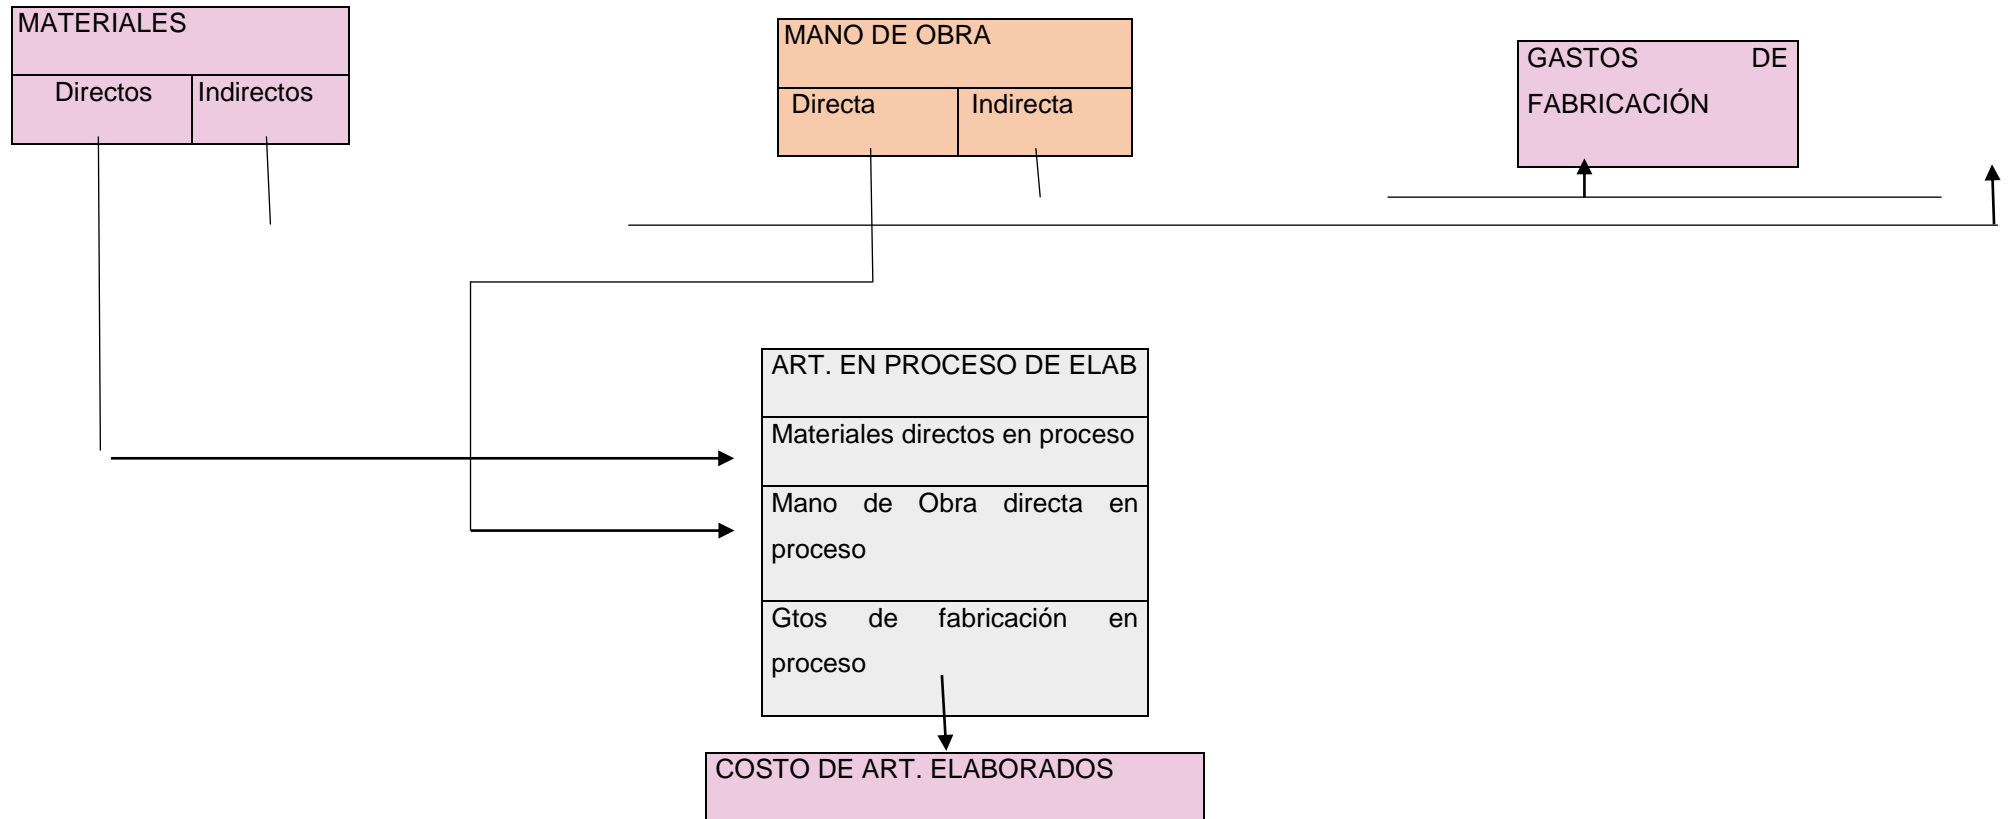 MATERIALES
Directos
Indirectos
MANO DE OBRA
Directa
Indirecta
GASTOS DE
FABRICACIÓN
ART. EN PROCESO DE ELAB
Materiales directos en proceso
Mano de Obra directa en
proceso
Gtos de fabricación en
proceso
COSTO DE ART. ELABORADOS